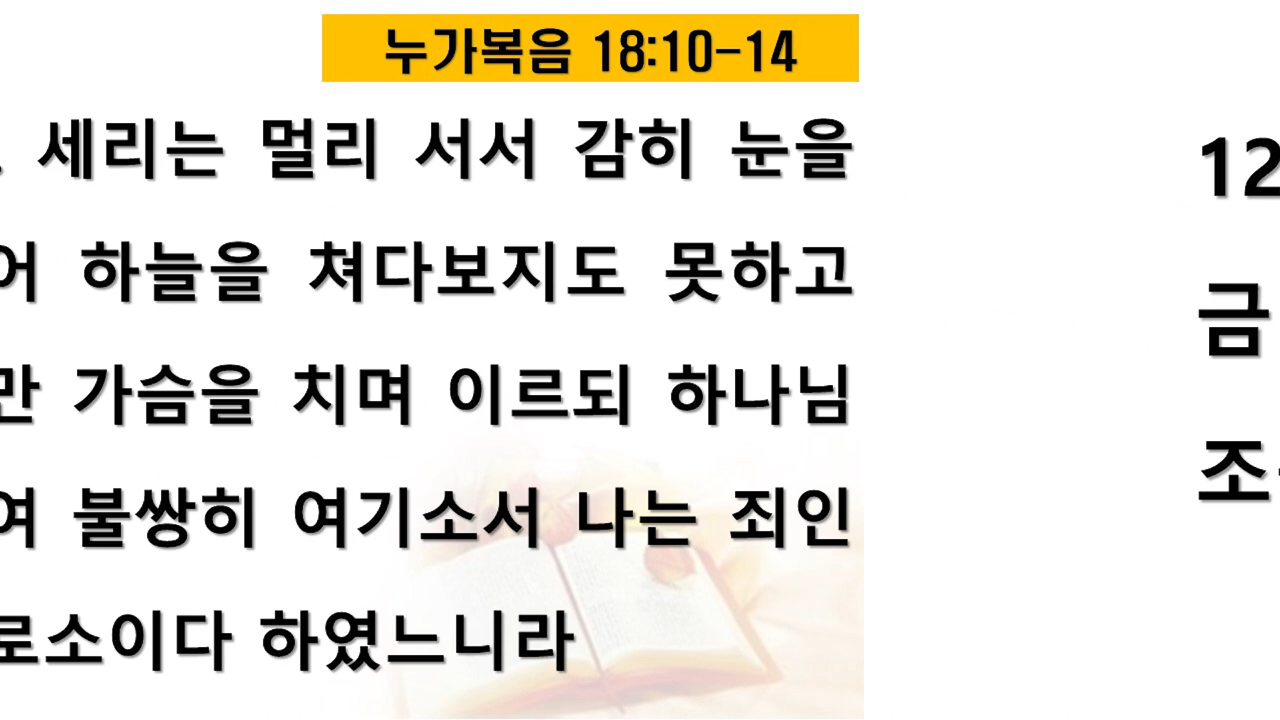 누가복음 18:10-14
세리는 멀리 서서 감히 눈을
어 하늘을 쳐다보지도 못하고
만 가슴을 치며 이르되 하나님
여 불쌍히 여기소서 나는 죄인
로소이다 하였느니라
12
금
조